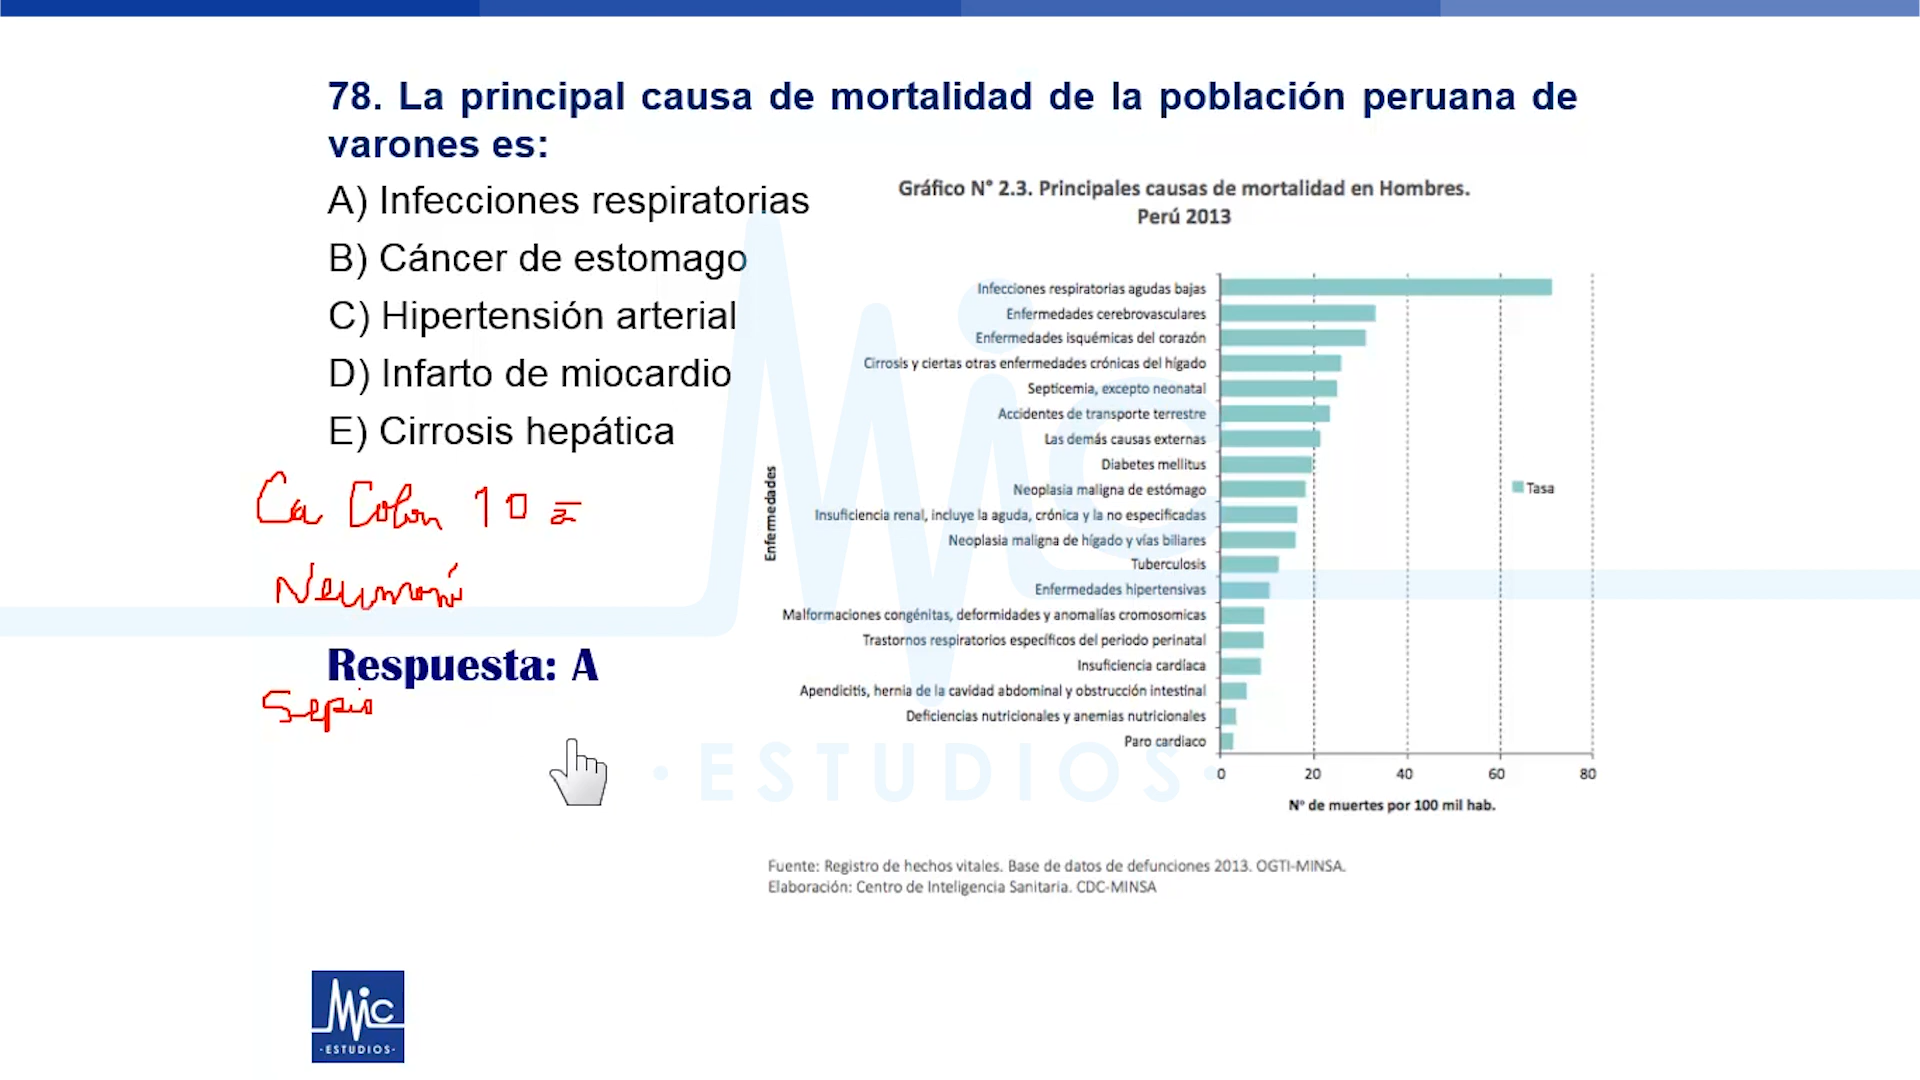 78. La principal causa de mortalidad de la población peruana de
varones es:
A) Infecciones respiratorias
B) Cáncer de estomago
C) Hipertensión arterial
D) Infarto de miocardio
E) Cirrosis hepática
Ca Colon 10
Respuesta: A
Gráfico N° 2.3. Principales causas de mortalidad en Hombres.
Perú 2013
Enfermedades
Infecciones respiratorias agudas bajas
Enfermedades cerebrovasculares
Enfermedades isquémicas del corazón
Cirrosis y ciertas otras enfermedades crónicas del hígado
Septicemia, excepto neonatal
Accidentes de transporte terrestre
Las demás causas externas
Diabetes mellitus
Neoplasia maligna de estómago
Insuficiencia renal, incluye la aguda, crónica y la no especificadas
Neoplasia maligna de hígado y vías biliares
Tuberculosis
Enfermedades hipertensivas
Malformaciones congénitas, deformidades y anomalías cromosomicas
Trastornos respiratorios específicos del periodo perinatal
Insuficiencia cardíaca
Apendicitis, hernia de la cavidad abdominal y obstrucción intestinal
Deficiencias nutricionales y anemias nutricionales
Paro cardiaco
Tasa
0 20 40 60 80
N° de muertes por 100 mil hab.
Fuente: Registro de hechos vitales. Base de datos de defunciones 2013. OGTI-MINSA.
Elaboración: Centro de Inteligencia Sanitaria. CDC-MINSA
Mic
·ESTUDIOS·
Mic
·ESTUDIOS·